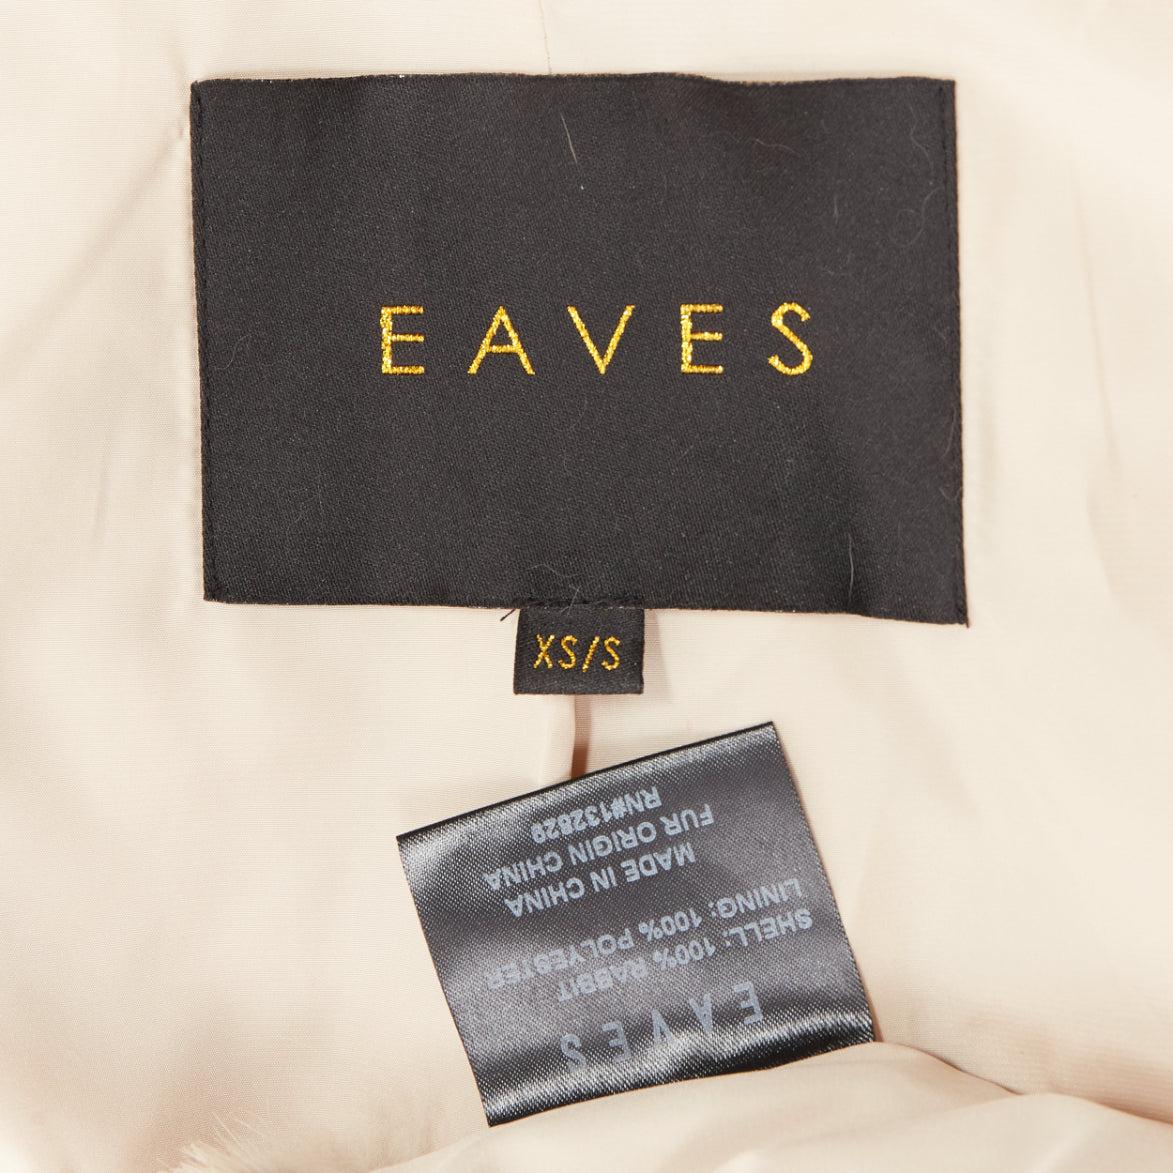 EAVES
XS/S
EAVES
SHELL: 100% RABBIT
LINING: 100% POLYESTER
MADE IN CHINA
FUR ORIGIN CHINA
RN#132829